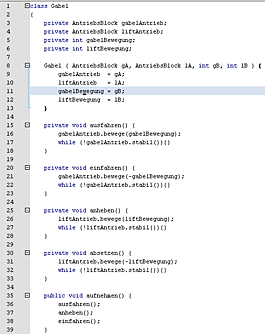 1 class Gabel
2 {
3 private AntriebsBlock gabelAntrieb;
4 private AntriebsBlock liftAntrieb;
5 private int gabelBewegung;
6 private int liftBewegung;
7
8 Gabel ( AntriebsBlock gA, AntriebsBlock lA, int gB, int lB ) {
9 gabelAntrieb = gA;
10 liftAntrieb = lA;
11 gabelBewegung = gB;
12 liftBewegung = lB;
13 }
14
15 private void ausfahren() {
16 gabelAntrieb.bewege(gabelBewegung);
17 while (!gabelAntrieb.stabil()){}
18 }
19
20 private void einfahren() {
21 gabelAntrieb.bewege(-gabelBewegung);
22 while (!gabelAntrieb.stabil()){}
23 }
24
25 private void anheben() {
26 liftAntrieb.bewege(liftBewegung);
27 while (!liftAntrieb.stabil()){}
28 }
29
30 private void absetzen() {
31 liftAntrieb.bewege(-liftBewegung);
32 while (!liftAntrieb.stabil()){}
33 }
34
35 public void aufnehmen() {
36 ausfahren();
37 anheben();
38 einfahren();
39 }